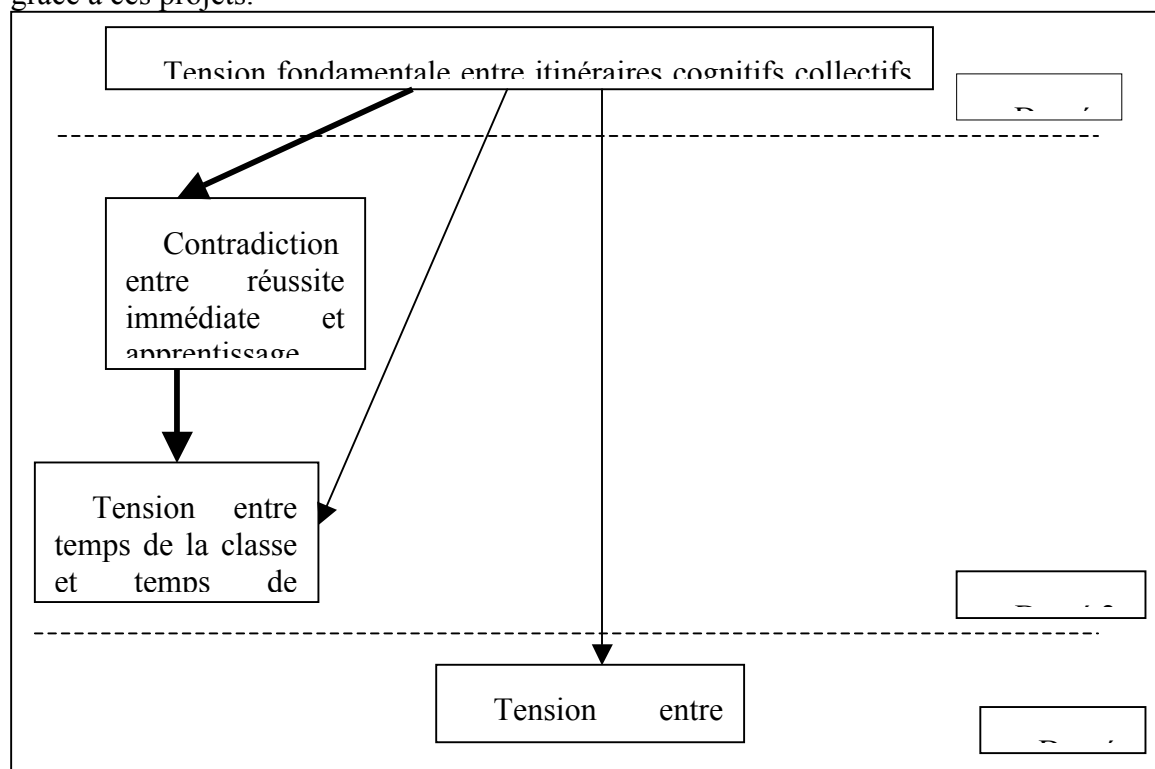 grâce à ces projets.
Tension fondamentale entre itinéraires cognitifs collectifs
Contradiction
entre réussite
immédiate et
apprentissage
Tension entre
temps de la classe
et temps de
Tension entre